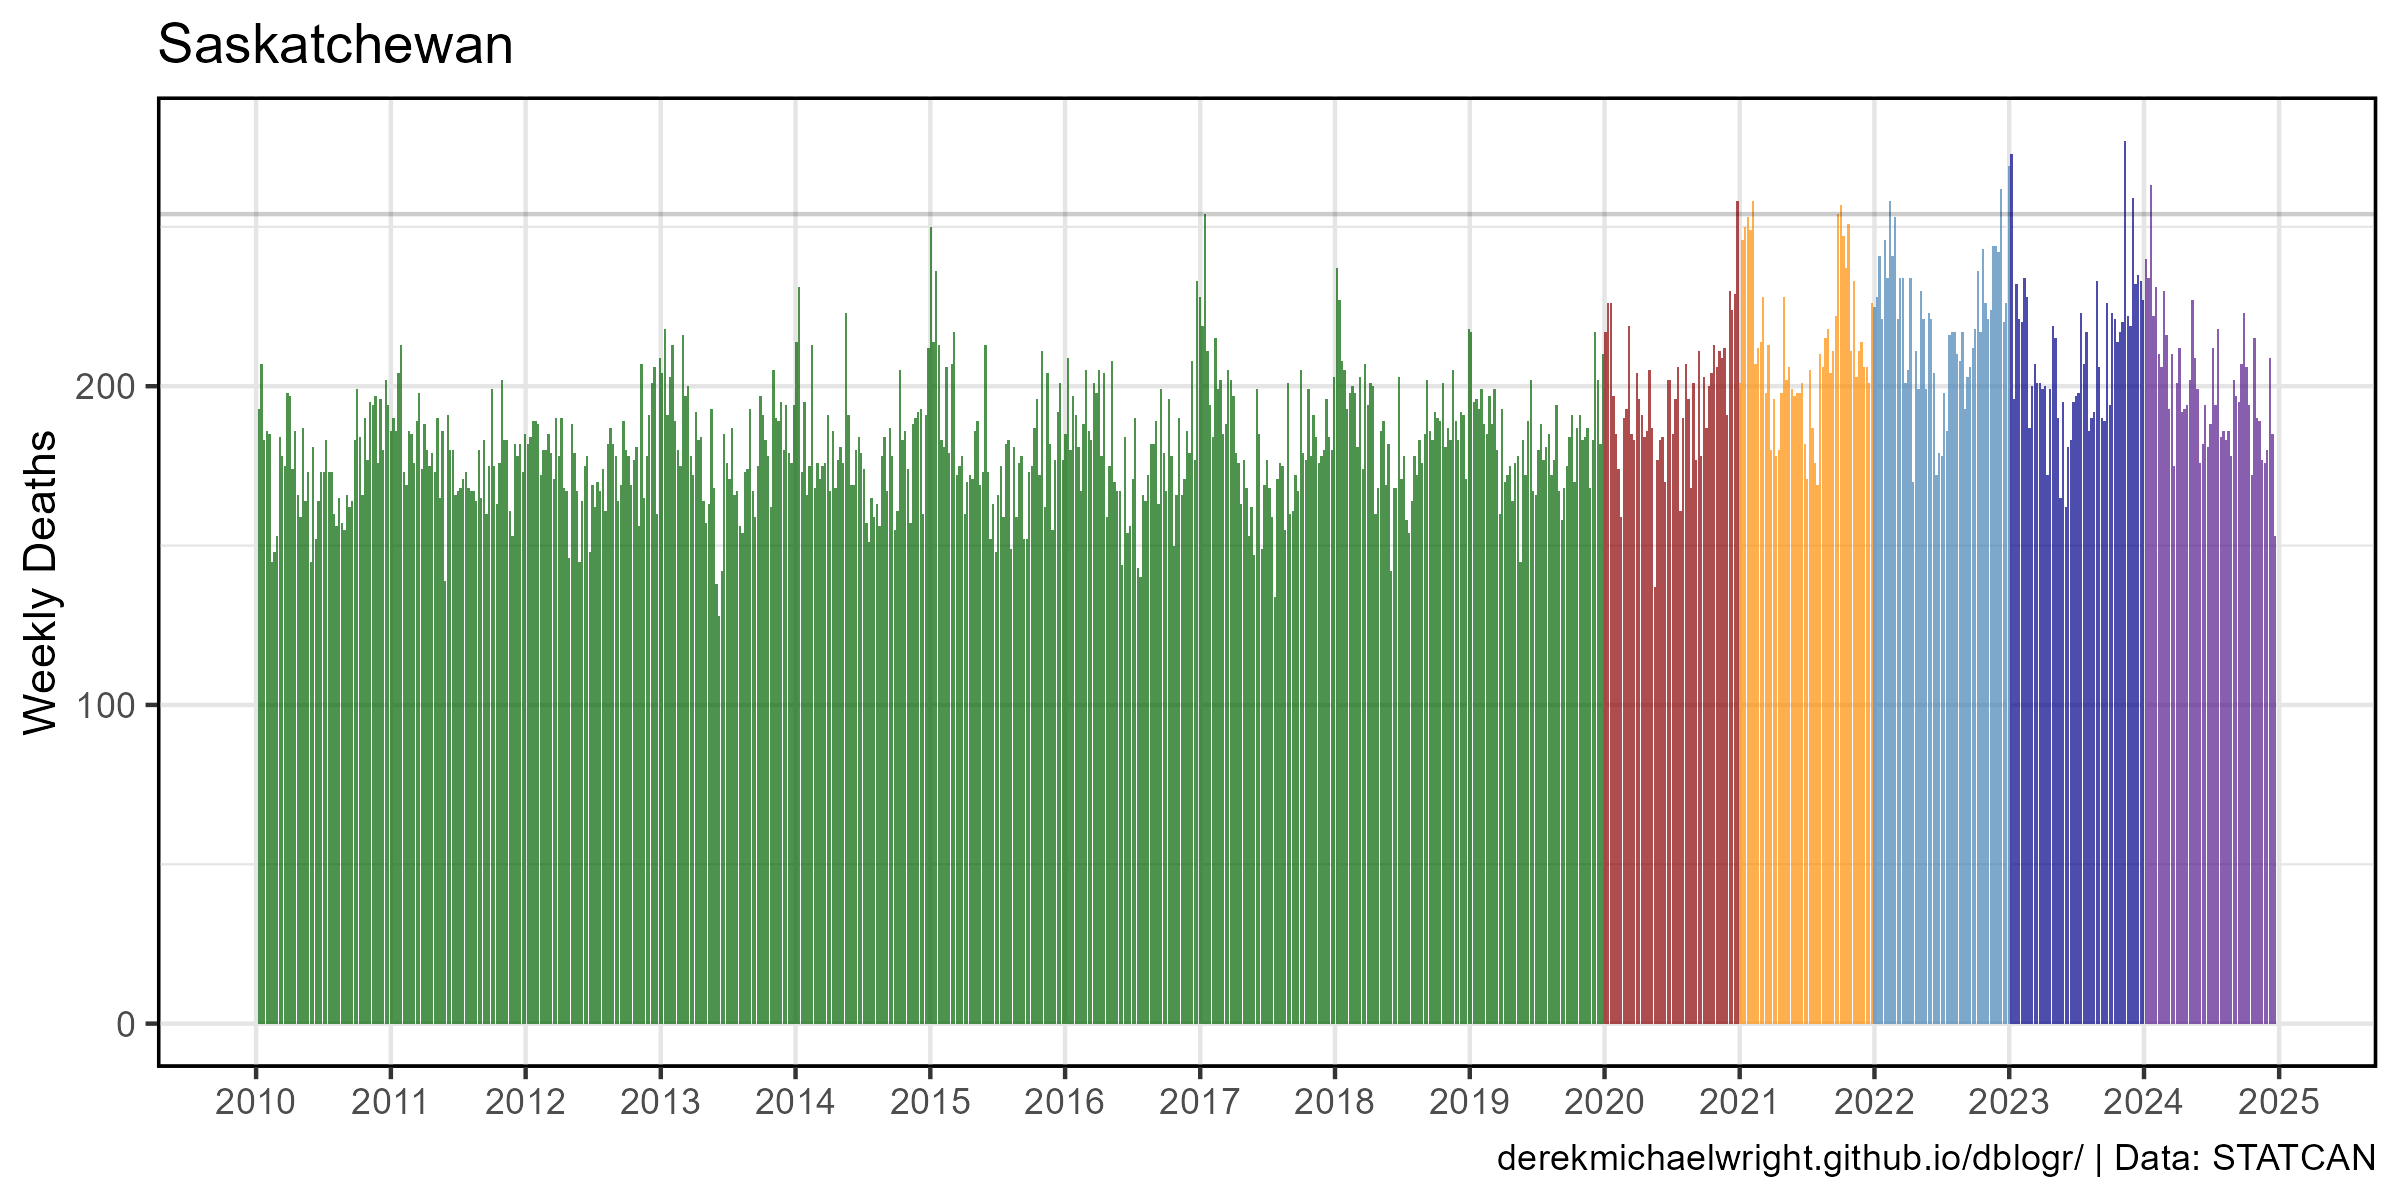 Saskatchewan
Weekly Deaths
200
100
0
2010 2011 2012 2013 2014 2015 2016 2017 2018 2019 2020 2021 2022 2023 2024 2025
derekmichaelwright.github.io/dblogr/ | Data: STATCAN